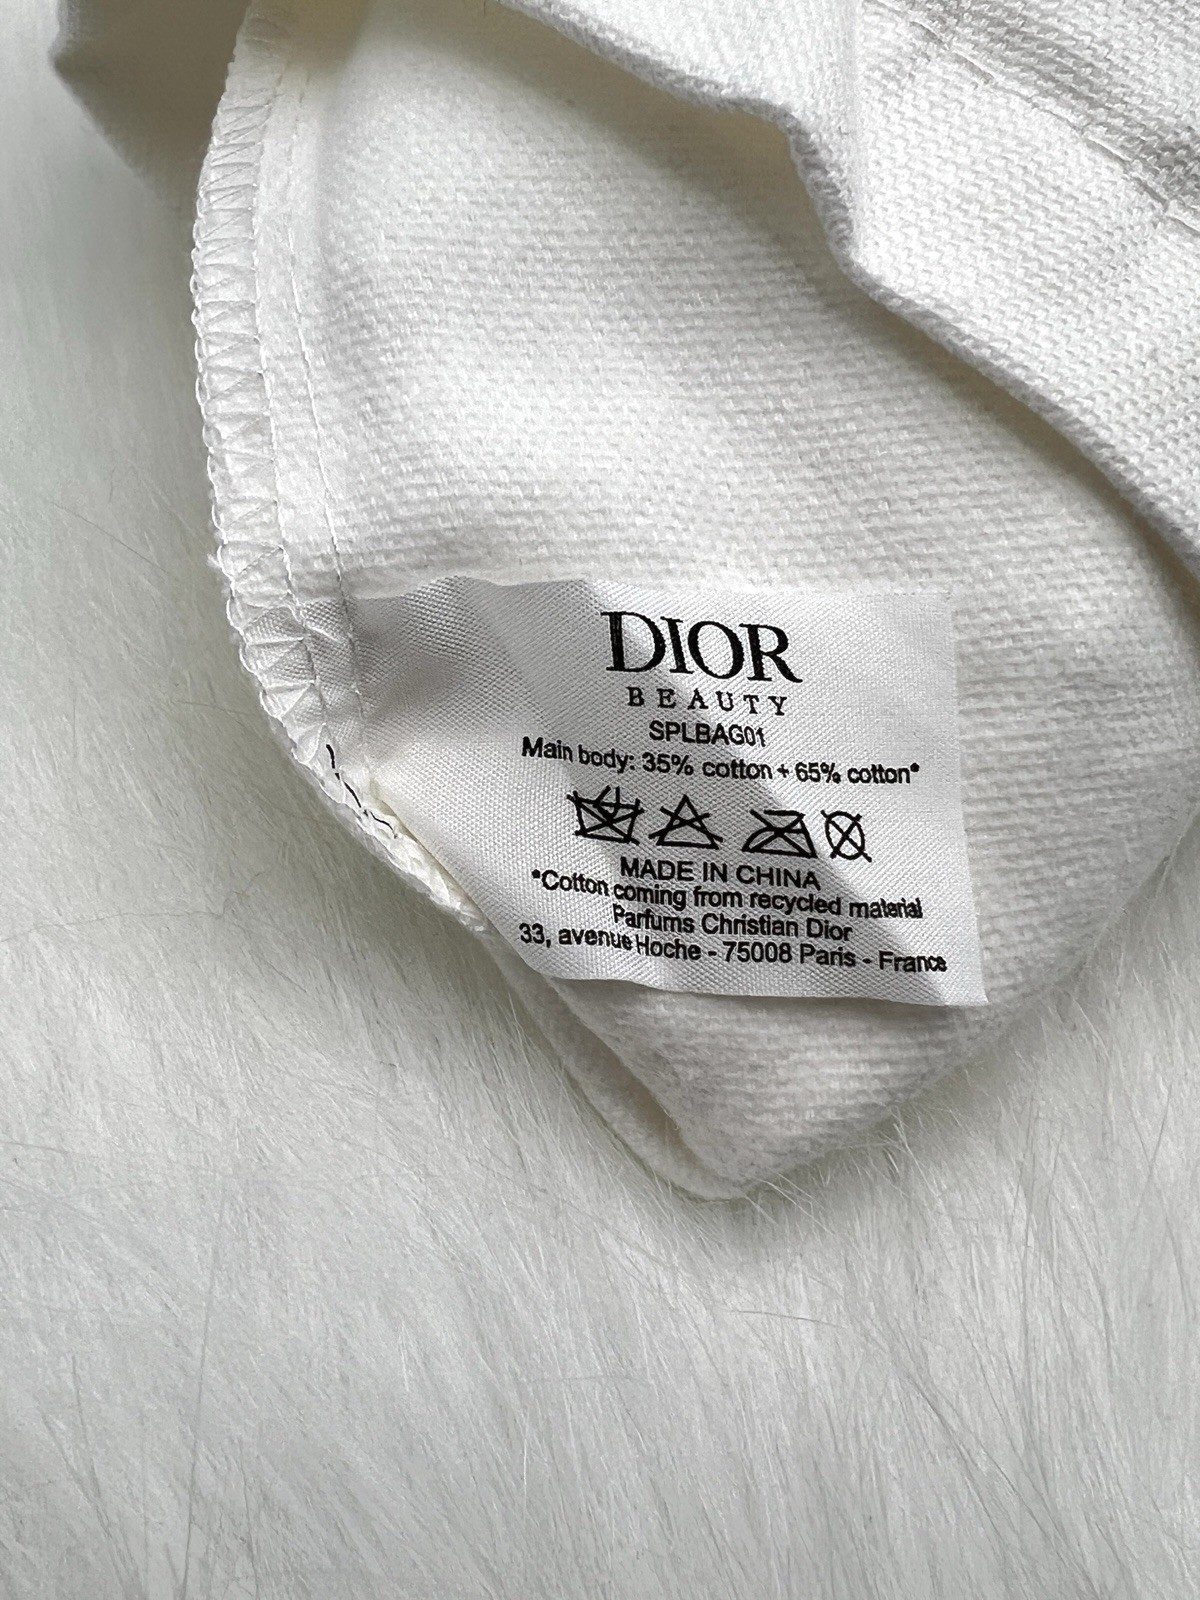 DIOR
BEAUTY
SPLBAG01
Main body: 35% cotton + 65% cotton*
MADE IN CHINA
*Cotton coming from recycled material
Parfums Christian Dior
33, avenue Hoche - 75008 Paris - France